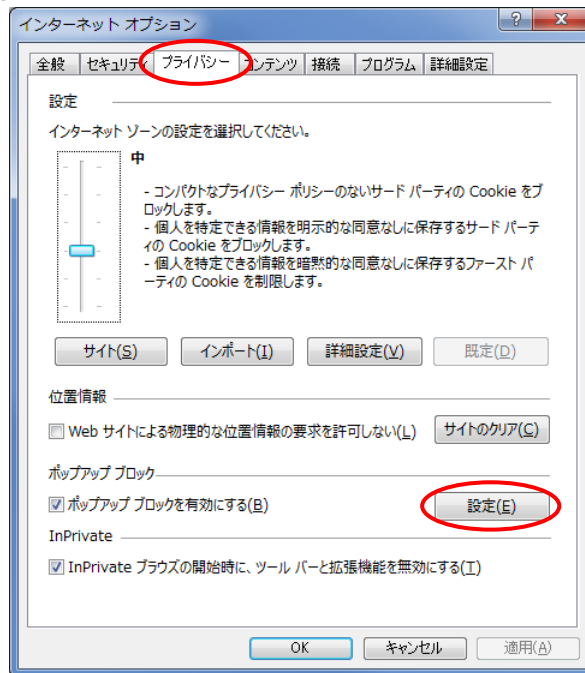 インターネット オプション
全般 セキュリティ プライバシー コンテンツ 接続 プログラム 詳細設定
設定
インターネット ゾーンの設定を選択してください。
中
- コンパクトなプライバシー ポリシーのないサード パーティの Cookie をブ
ロックします。
- 個人を特定できる情報を明示的な同意なしに保存するサード パーテ
ィの Cookie をブロックします。
- 個人を特定できる情報を暗黙的な同意なしに保存するファースト パ
ーティの Cookie を制限します。
サイト(S) インポート(I) 詳細設定(V) 既定(D)
位置情報
Web サイトによる物理的な位置情報の要求を許可しない(L) サイトのクリア(C)
ポップアップ ブロック
ポップアップ ブロックを有効にする(B) 設定(E)
InPrivate
InPrivate ブラウズの開始時に、ツール バーと拡張機能を無効にする(T)
OK キャンセル 適用(A)